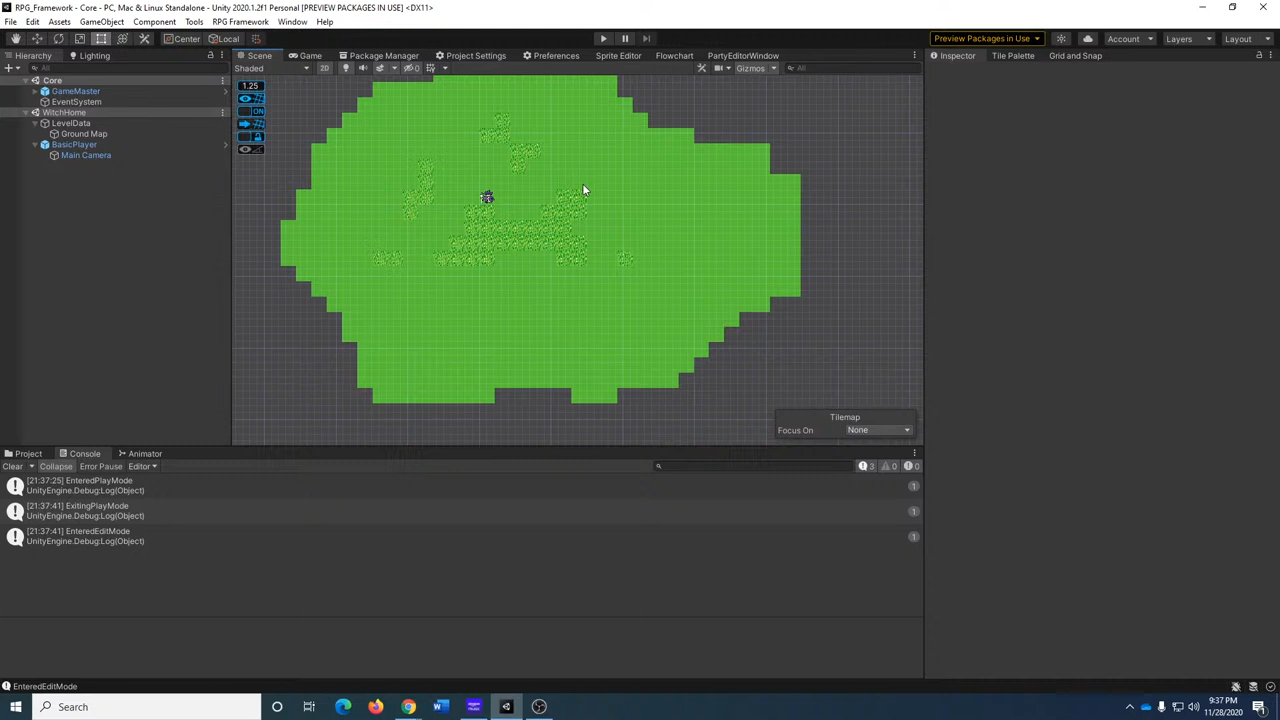 RPG_Framework - Core - PC, Mac & Linux Standalone - Unity 2020.1.2f1 Personal [PREVIEW PACKAGES IN USE] <DX11>
File Edit Assets GameObject Component Tools RPG Framework Window Help
Center Local Preview Packages in Use Account Layers Layout
Hierarchy Lighting Scene Game Package Manager Project Settings Preferences Sprite Editor Flowchart PartyEditorWindow Inspector Tile Palette Grid and Snap
All Shaded 2D 0 Gizmos All
Core
GameMaster
EventSystem
WitchHome
LevelData
Ground Map
BasicPlayer
Main Camera
1.25
ON
Tilemap
Focus On None
Project Console Animator
Clear Collapse Error Pause Editor 3 0 0
[21:37:25] EnteredPlayMode
UnityEngine.Debug:Log(Object)
1
[21:37:41] ExitingPlayMode
UnityEngine.Debug:Log(Object)
1
[21:37:41] EnteredEditMode
UnityEngine.Debug:Log(Object)
1
EnteredEditMode
Search
9:37 PM
11/28/2020